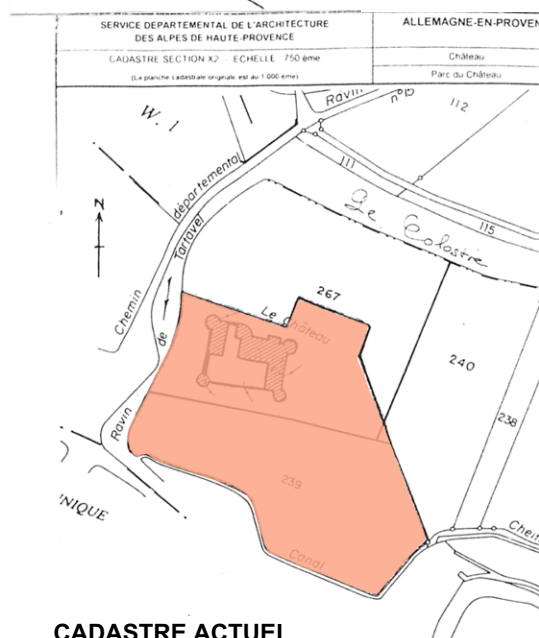 SERVICE DEPARTEMENTAL DE L'ARCHITECTURE
DES ALPES DE HAUTE-PROVENCE
CADASTRE SECTION X2 - ECHELLE 750 ème
(La planche cadastrale originale est au 1 000 ème)
ALLEMAGNE-EN-PROVEN
Château
Parc du Château
Ravin
n°10
112
W. 1
111
115
Le Colostre
départemental
Chemin
N
Tartavel
de
Ravin
267
Le Château
240
238
239
NIQUE
Canal
Chem
CADASTRE ACTUEL